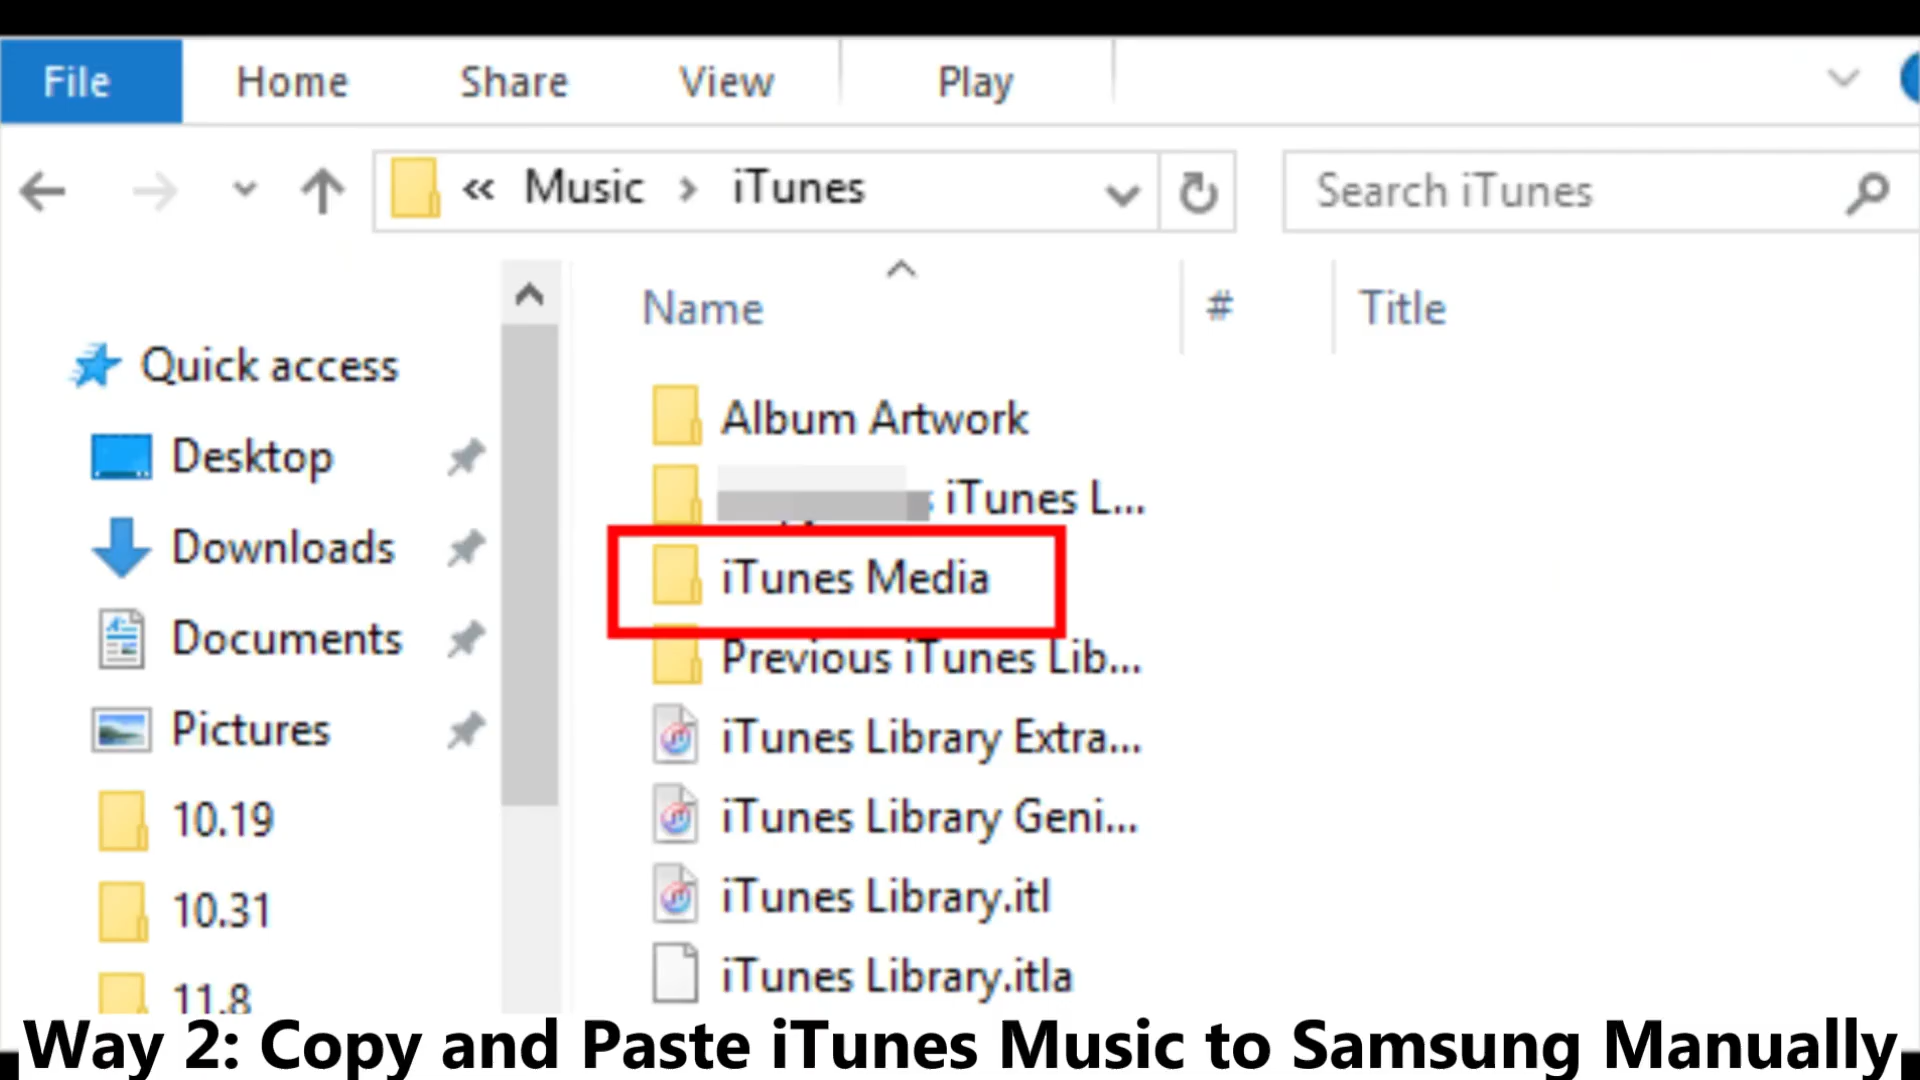 File Home Share View Play
« Music > iTunes
Search iTunes
Name # Title
Quick access
Desktop
Downloads
Documents
Pictures
10.19
10.31
11.8
Album Artwork
iTunes L...
iTunes Media
Previous iTunes Lib...
iTunes Library Extra...
iTunes Library Geni...
iTunes Library.itl
iTunes Library.itla
Way 2: Copy and Paste iTunes Music to Samsung Manually